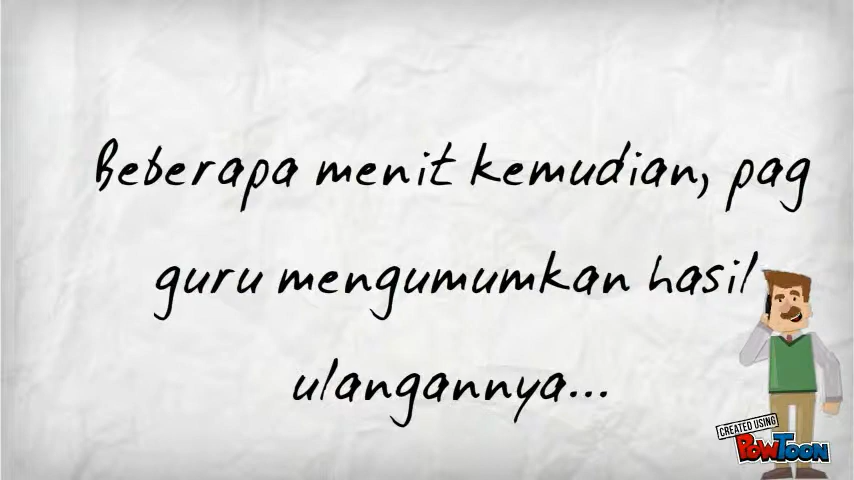 Beberapa menit kemudian, pag
guru mengumumkan hasil
ulangannya...
CREATED USING
POWTOON